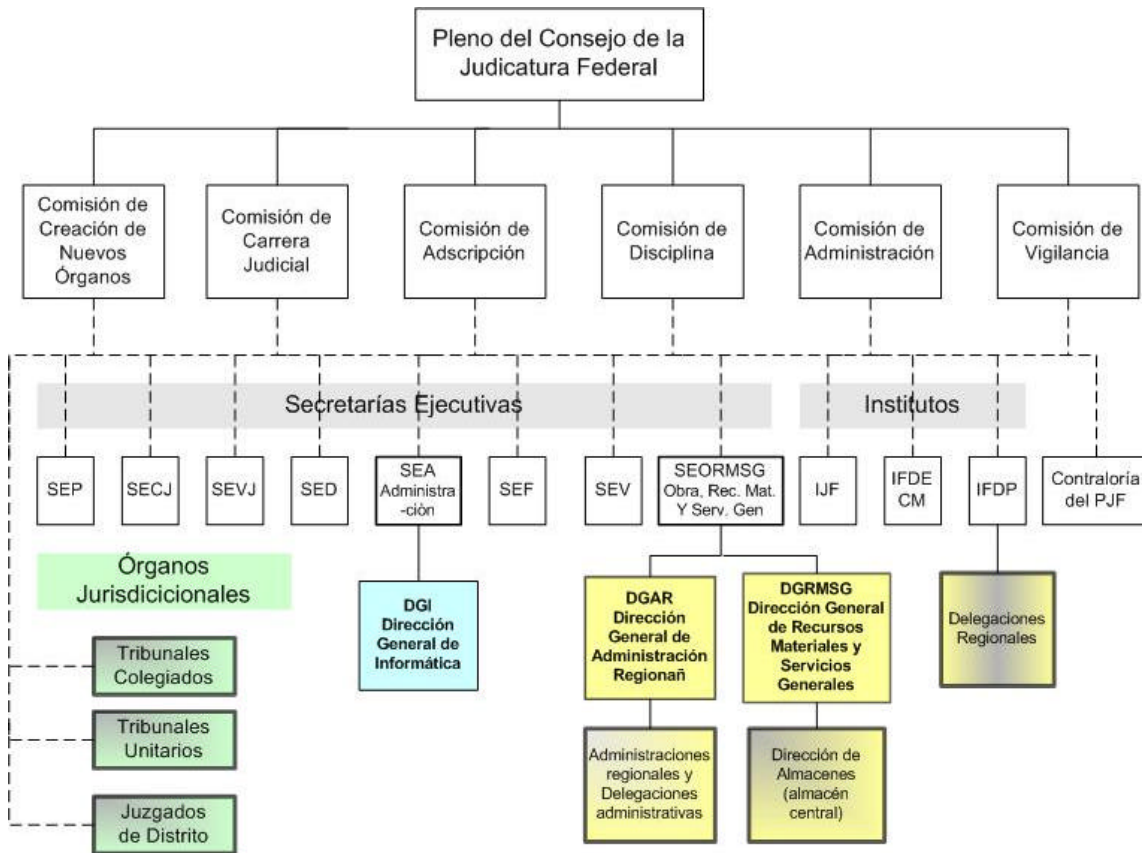 Pleno del Consejo de la
Judicatura Federal
Comisión de
Creación de
Nuevos
Órganos
Comisión de
Carrera
Judicial
Comisión de
Adscripción
Comisión de
Disciplina
Comisión de
Administración
Comisión de
Vigilancia
Secretarías Ejecutivas
Institutos
SEP
SECJ
SEVJ
SED
SEA
Administra
-ciòn
SEF
SEV
SEORMSG
Obra, Rec. Mat.
Y Serv. Gen
IJF
IFDE
CM
IFDP
Contraloría
del PJF
Órganos
Jurisdicicionales
Tribunales
Colegiados
Tribunales
Unitarios
Juzgados
de Distrito
DGI
Dirección
General de
Informática
DGAR
Dirección
General de
Administración
Regionañ
DGRMSG
Dirección General
de Recursos
Materiales y
Servicios
Generales
Delegaciones
Regionales
Administraciones
regionales y
Delegaciones
administrativas
Dirección de
Almacenes
(almacén
central)